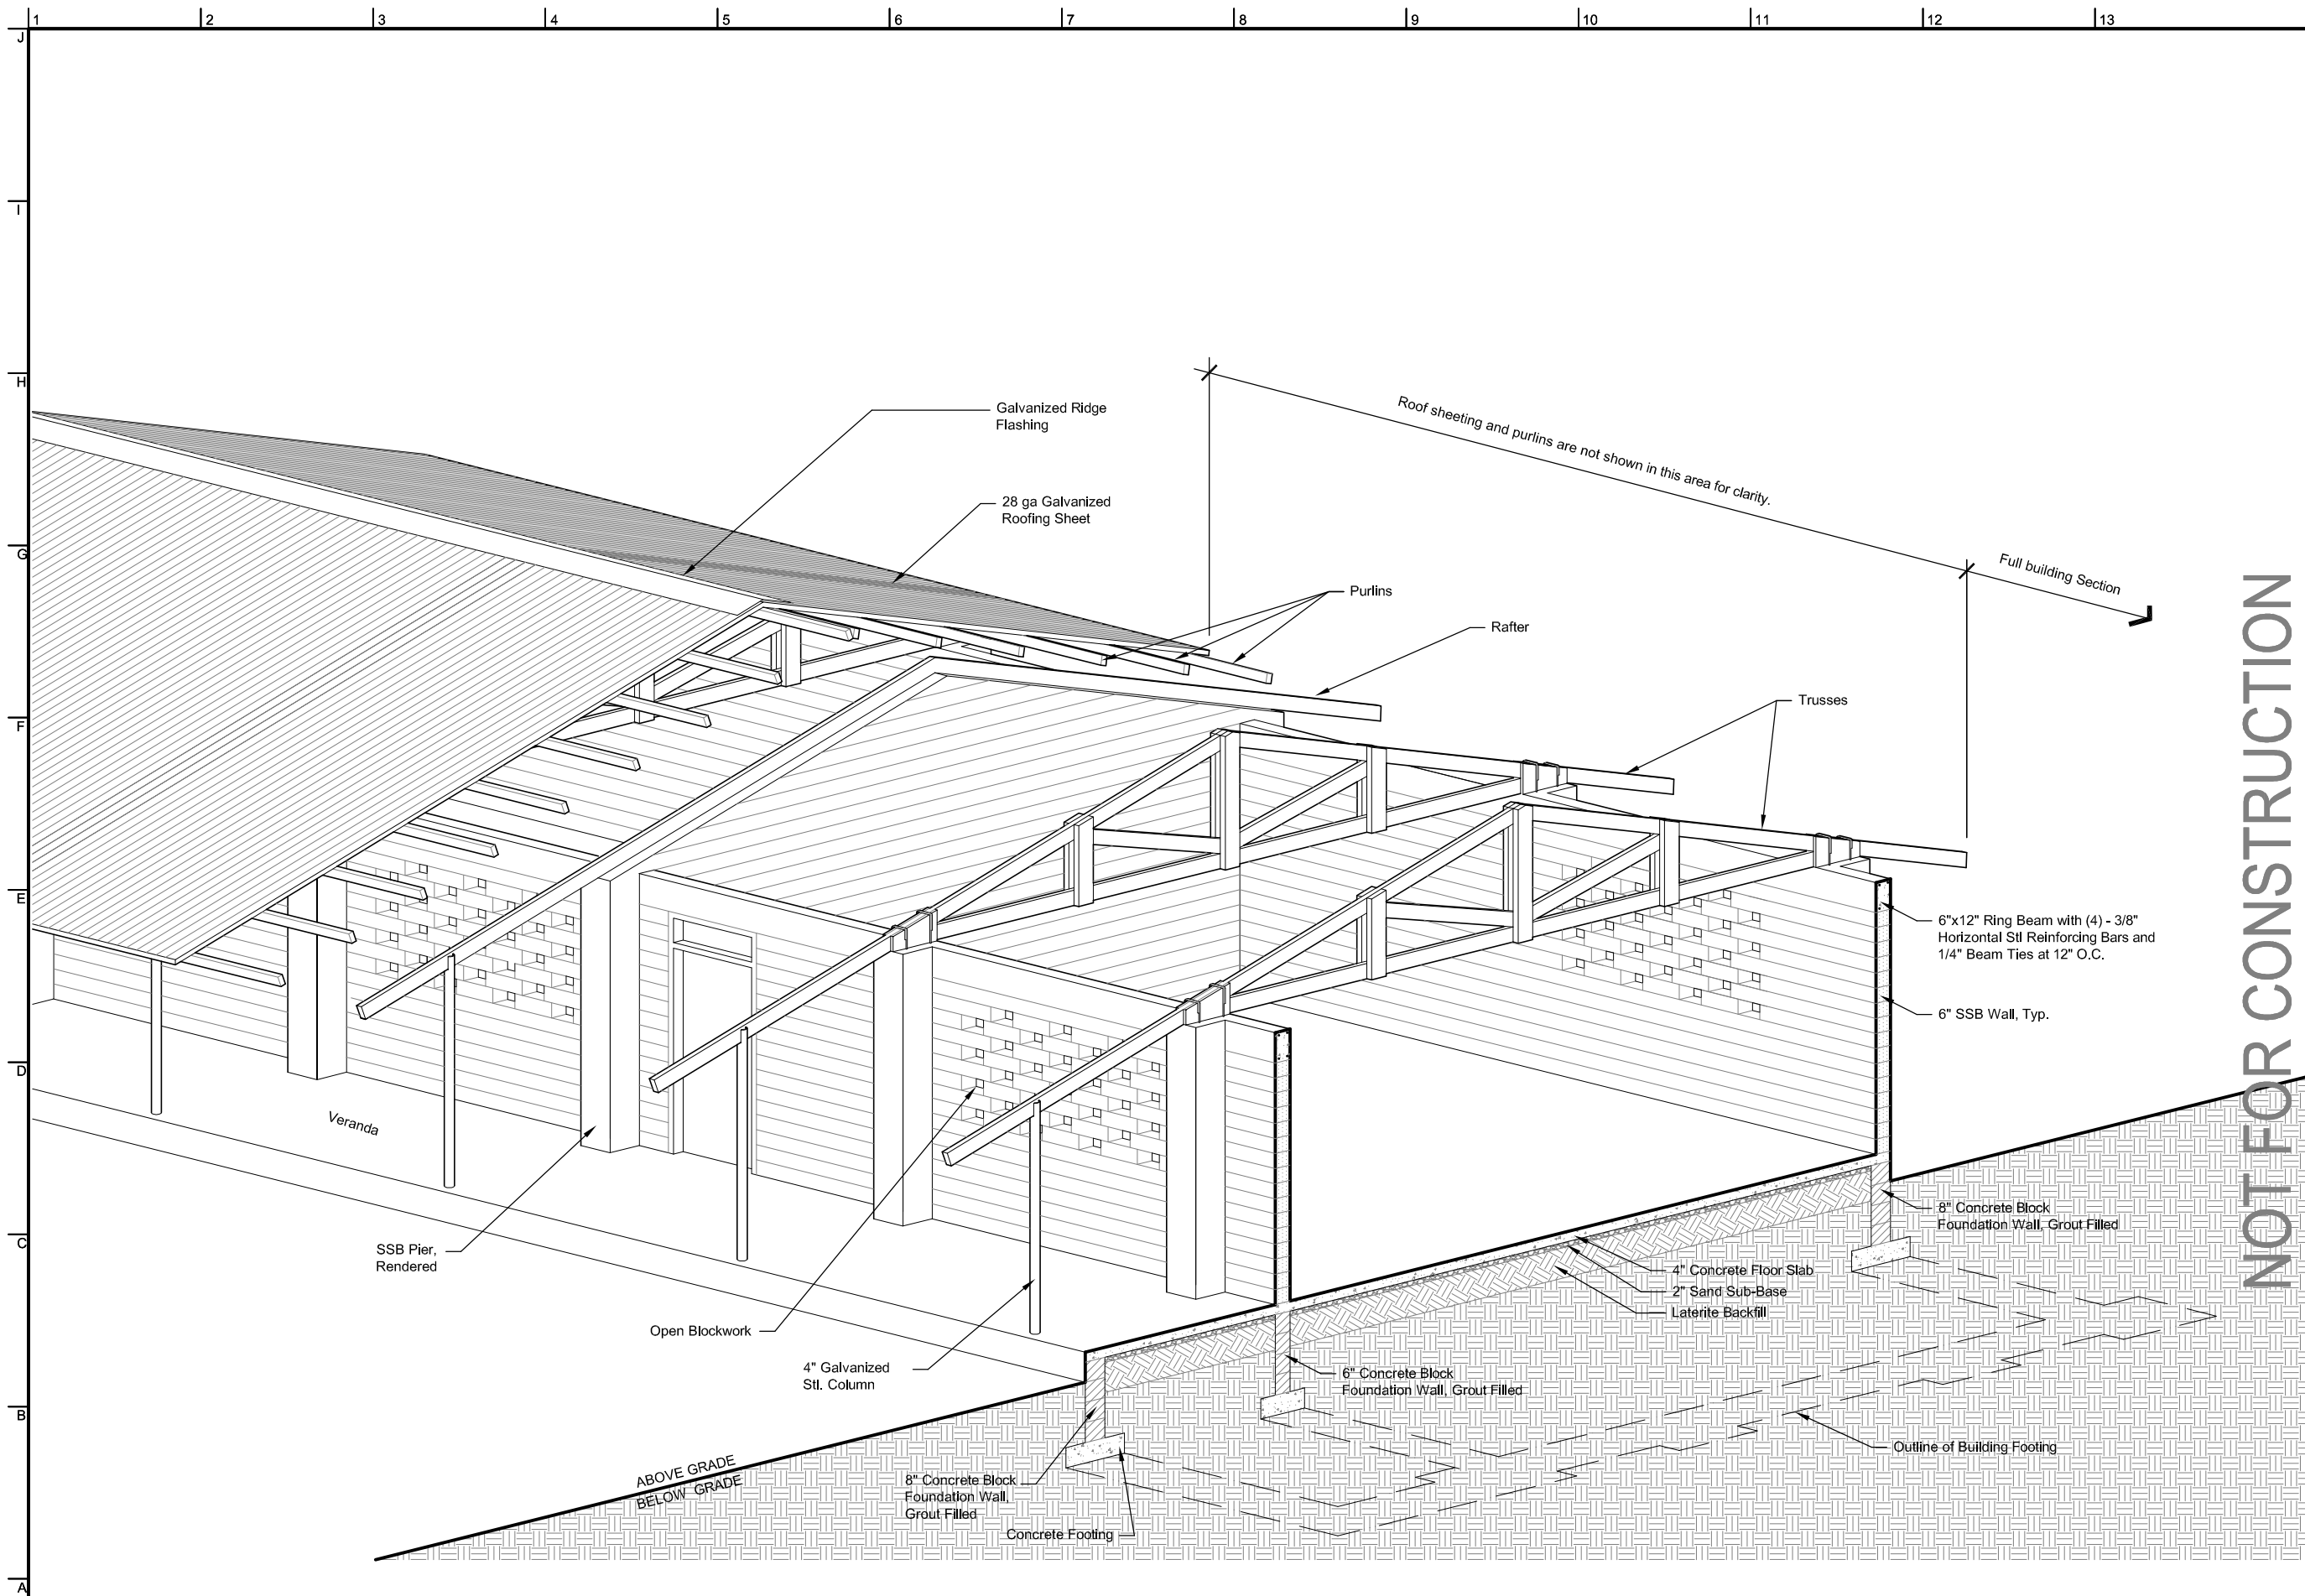 1 2 3 4 5 6 7 8 9 10 11 12 13
J
I
H
G
F
E
D
C
B
A
Galvanized Ridge
Flashing
28 ga Galvanized
Roofing Sheet
Roof sheeting and purlins are not shown in this area for clarity.
Full building Section
Purlins
Rafter
Trusses
6"x12" Ring Beam with (4) - 3/8"
Horizontal Stl Reinforcing Bars and
1/4" Beam Ties at 12" O.C.
6" SSB Wall, Typ.
NOT FOR CONSTRUCTION
Veranda
SSB Pier,
Rendered
Open Blockwork
4" Galvanized
Stl. Column
8" Concrete Block
Foundation Wall, Grout Filled
4" Concrete Floor Slab
2" Sand Sub-Base
Laterite Backfill
6" Concrete Block
Foundation Wall, Grout Filled
Outline of Building Footing
ABOVE GRADE
BELOW GRADE
8" Concrete Block
Foundation Wall,
Grout Filled
Concrete Footing